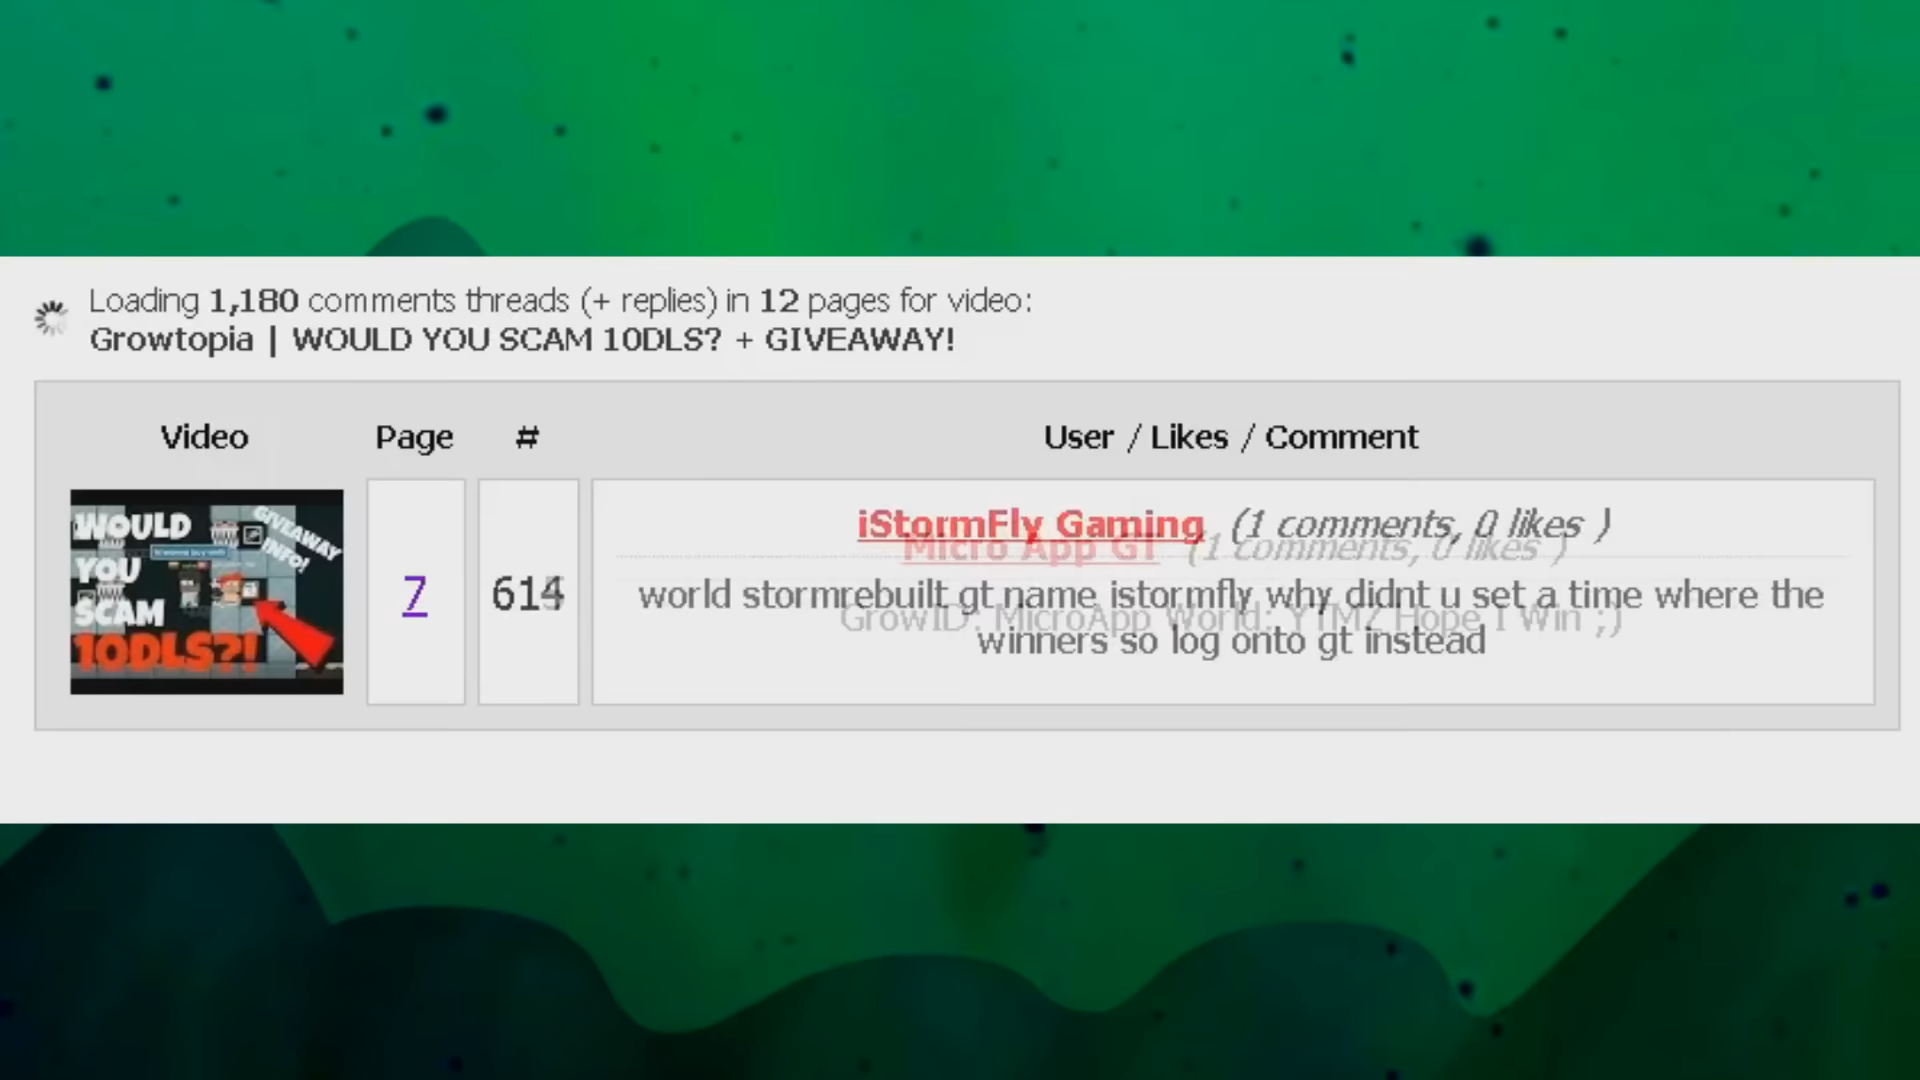 Loading 1,180 comments threads (+ replies) in 12 pages for video:
Growtopia | WOULD YOU SCAM 10DLS? + GIVEAWAY!
Video Page # User / Likes / Comment
WOULD
YOU
SCAM
10DLS?!
GIVEAWAY
INFO!
7
614
iStormFly Gaming (1 comments, 0 likes )
Micro App GT (1 comments, 0 likes )
world stormrebuilt gt name istormfly why didnt u set a time where the
GrowID: MicroApp World: YTMZ Hope I Win ;)
winners so log onto gt instead